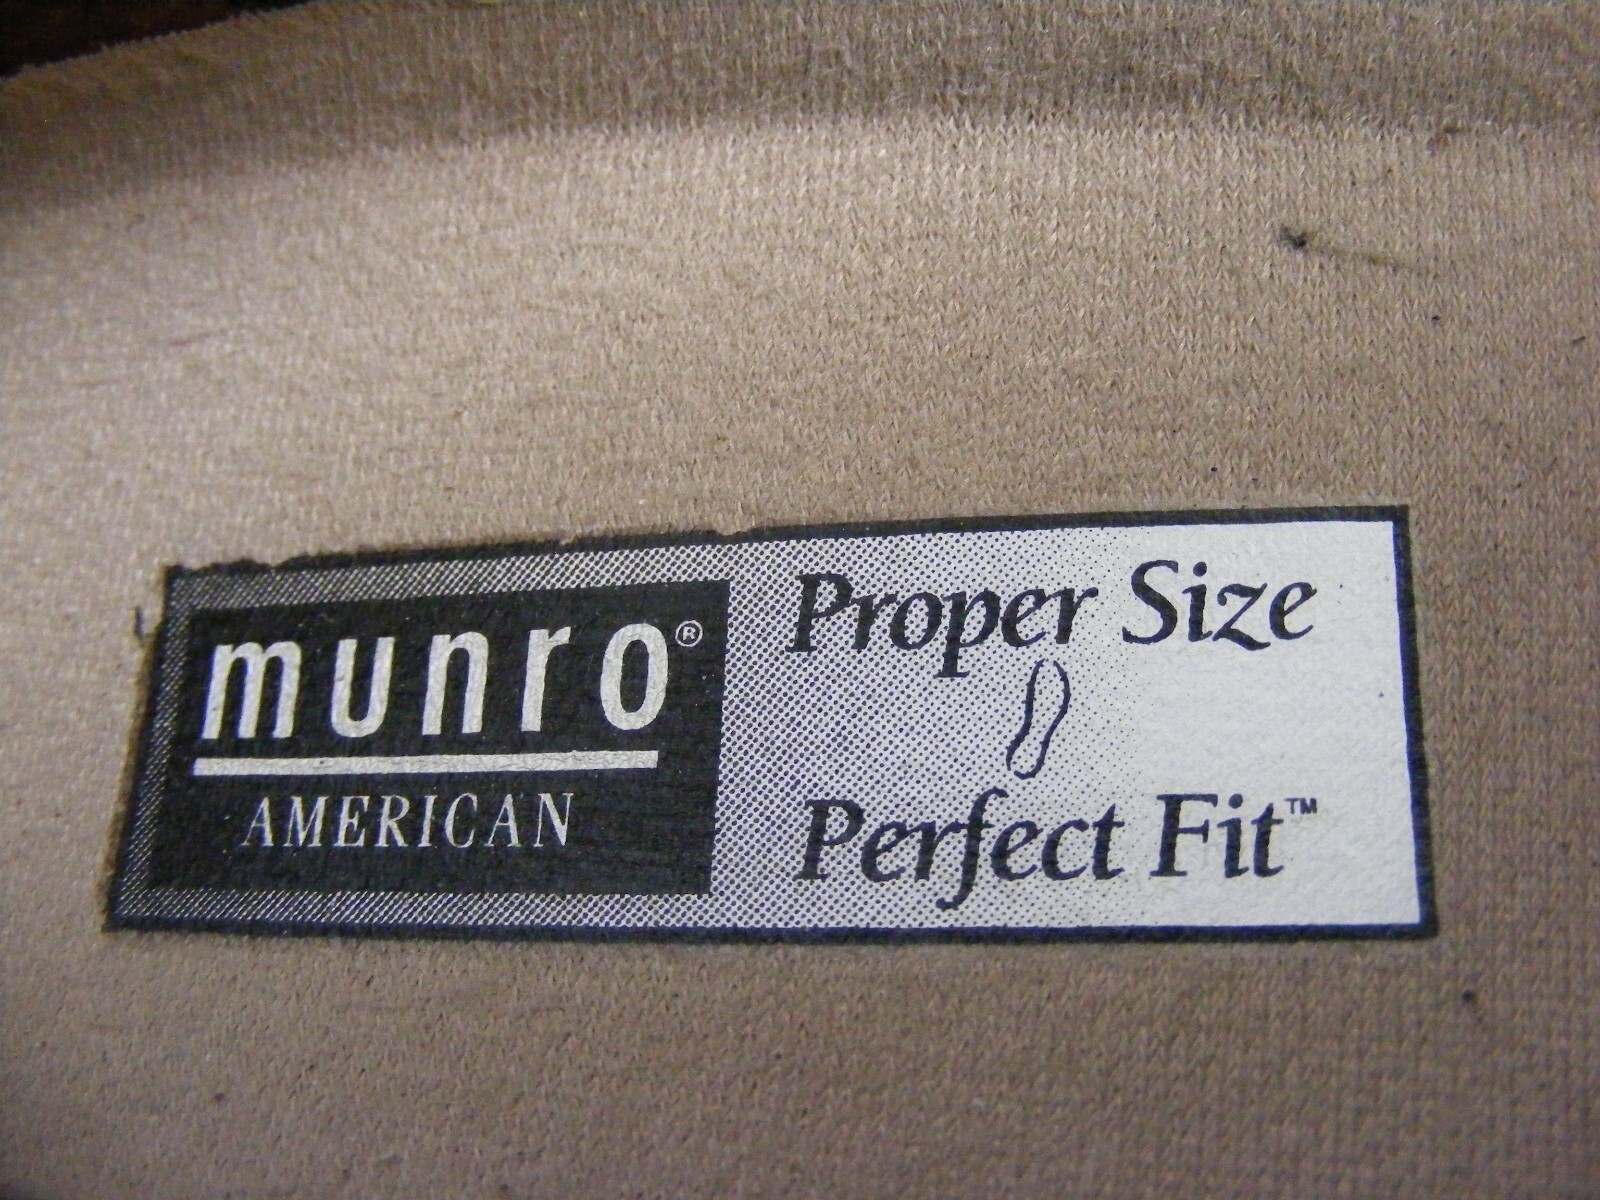 munro®
AMERICAN
Proper Size
Perfect Fit™